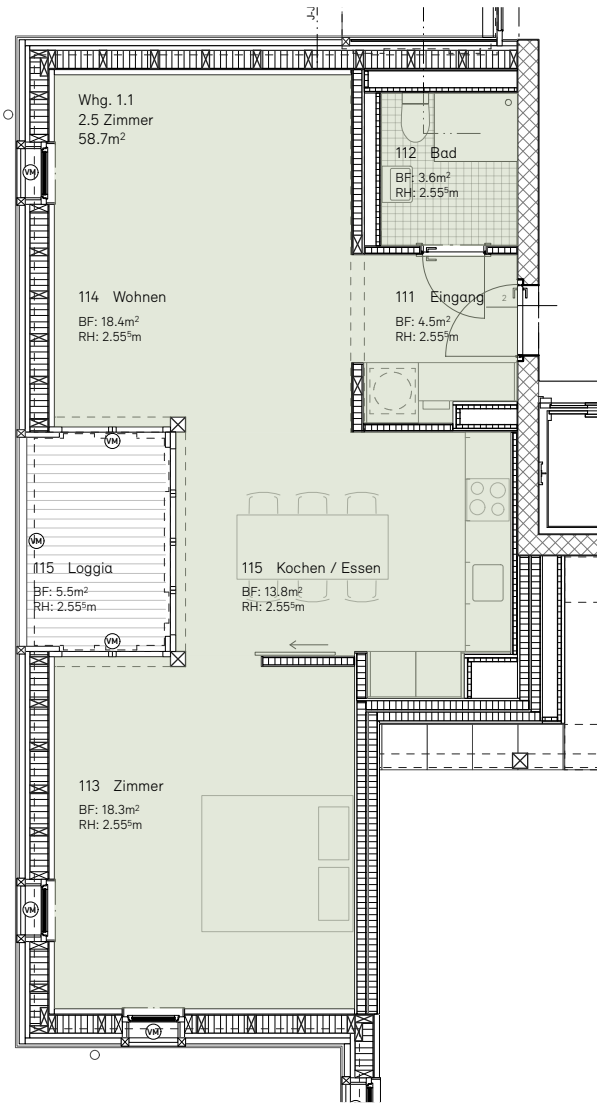 Whg. 1.1
2.5 Zimmer
58.7m²
112 Bad
BF: 3.6m²
RH: 2.55⁵m
VM
114 Wohnen
BF: 18.4m²
RH: 2.55⁵m
111 Eingang
BF: 4.5m²
RH: 2.55⁵m
2
VM
VM
115 Loggia
BF: 5.5m²
RH: 2.55⁵m
115 Kochen / Essen
BF: 13.8m²
RH: 2.55⁵m
VM
113 Zimmer
BF: 18.3m²
RH: 2.55⁵m
VM
VM